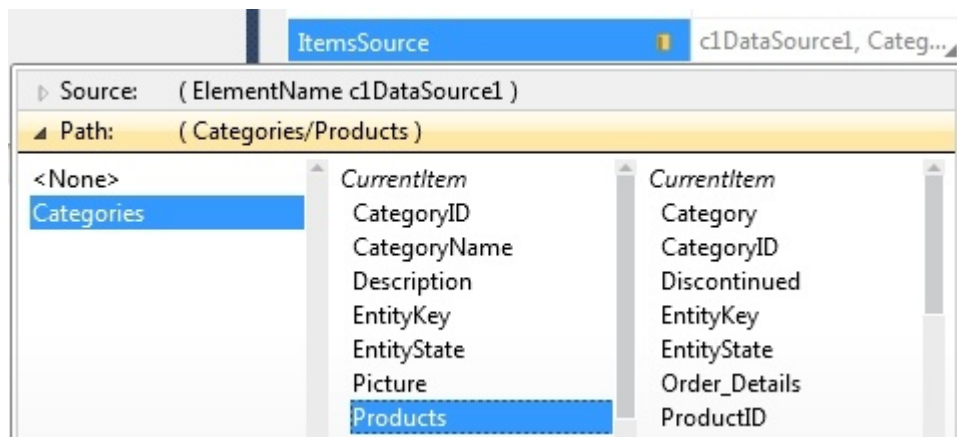 ItemsSource c1DataSource1, Categ...
Source: ( ElementName c1DataSource1 )
Path: ( Categories/Products )
<None>
Categories
CurrentItem
CategoryID
CategoryName
Description
EntityKey
EntityState
Picture
Products
CurrentItem
Category
CategoryID
Discontinued
EntityKey
EntityState
Order_Details
ProductID